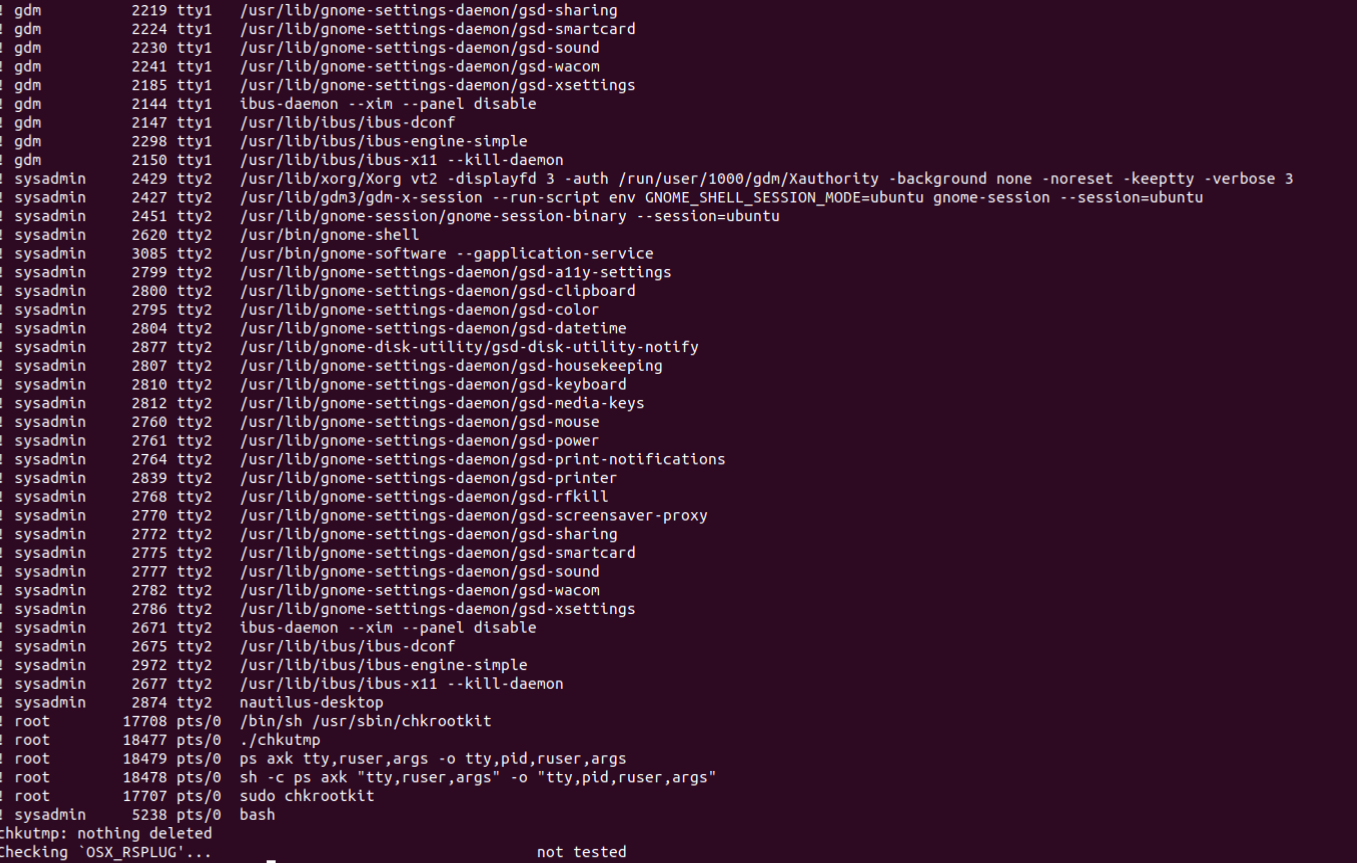 ! gdm 2219 tty1 /usr/lib/gnome-settings-daemon/gsd-sharing
! gdm 2224 tty1 /usr/lib/gnome-settings-daemon/gsd-smartcard
! gdm 2230 tty1 /usr/lib/gnome-settings-daemon/gsd-sound
! gdm 2241 tty1 /usr/lib/gnome-settings-daemon/gsd-wacom
! gdm 2185 tty1 /usr/lib/gnome-settings-daemon/gsd-xsettings
! gdm 2144 tty1 ibus-daemon --xim --panel disable
! gdm 2147 tty1 /usr/lib/ibus/ibus-dconf
! gdm 2298 tty1 /usr/lib/ibus/ibus-engine-simple
! gdm 2150 tty1 /usr/lib/ibus/ibus-x11 --kill-daemon
! sysadmin 2429 tty2 /usr/lib/xorg/Xorg vt2 -displayfd 3 -auth /run/user/1000/gdm/Xauthority -background none -noreset -keeptty -verbose 3
! sysadmin 2427 tty2 /usr/lib/gdm3/gdm-x-session --run-script env GNOME_SHELL_SESSION_MODE=ubuntu gnome-session --session=ubuntu
! sysadmin 2451 tty2 /usr/lib/gnome-session/gnome-session-binary --session=ubuntu
! sysadmin 2620 tty2 /usr/bin/gnome-shell
! sysadmin 3085 tty2 /usr/bin/gnome-software --gapplication-service
! sysadmin 2799 tty2 /usr/lib/gnome-settings-daemon/gsd-a11y-settings
! sysadmin 2800 tty2 /usr/lib/gnome-settings-daemon/gsd-clipboard
! sysadmin 2795 tty2 /usr/lib/gnome-settings-daemon/gsd-color
! sysadmin 2804 tty2 /usr/lib/gnome-settings-daemon/gsd-datetime
! sysadmin 2877 tty2 /usr/lib/gnome-disk-utility/gsd-disk-utility-notify
! sysadmin 2807 tty2 /usr/lib/gnome-settings-daemon/gsd-housekeeping
! sysadmin 2810 tty2 /usr/lib/gnome-settings-daemon/gsd-keyboard
! sysadmin 2812 tty2 /usr/lib/gnome-settings-daemon/gsd-media-keys
! sysadmin 2760 tty2 /usr/lib/gnome-settings-daemon/gsd-mouse
! sysadmin 2761 tty2 /usr/lib/gnome-settings-daemon/gsd-power
! sysadmin 2764 tty2 /usr/lib/gnome-settings-daemon/gsd-print-notifications
! sysadmin 2839 tty2 /usr/lib/gnome-settings-daemon/gsd-printer
! sysadmin 2768 tty2 /usr/lib/gnome-settings-daemon/gsd-rfkill
! sysadmin 2770 tty2 /usr/lib/gnome-settings-daemon/gsd-screensaver-proxy
! sysadmin 2772 tty2 /usr/lib/gnome-settings-daemon/gsd-sharing
! sysadmin 2775 tty2 /usr/lib/gnome-settings-daemon/gsd-smartcard
! sysadmin 2777 tty2 /usr/lib/gnome-settings-daemon/gsd-sound
! sysadmin 2782 tty2 /usr/lib/gnome-settings-daemon/gsd-wacom
! sysadmin 2786 tty2 /usr/lib/gnome-settings-daemon/gsd-xsettings
! sysadmin 2671 tty2 ibus-daemon --xim --panel disable
! sysadmin 2675 tty2 /usr/lib/ibus/ibus-dconf
! sysadmin 2972 tty2 /usr/lib/ibus/ibus-engine-simple
! sysadmin 2677 tty2 /usr/lib/ibus/ibus-x11 --kill-daemon
! sysadmin 2874 tty2 nautilus-desktop
! root 17708 pts/0 /bin/sh /usr/sbin/chkrootkit
! root 18477 pts/0 ./chkutmp
! root 18479 pts/0 ps axk tty,ruser,args -o tty,pid,ruser,args
! root 18478 pts/0 sh -c ps axk "tty,ruser,args" -o "tty,pid,ruser,args"
! root 17707 pts/0 sudo chkrootkit
! sysadmin 5238 pts/0 bash
chkutmp: nothing deleted
Checking `OSX_RSPLUG'... not tested